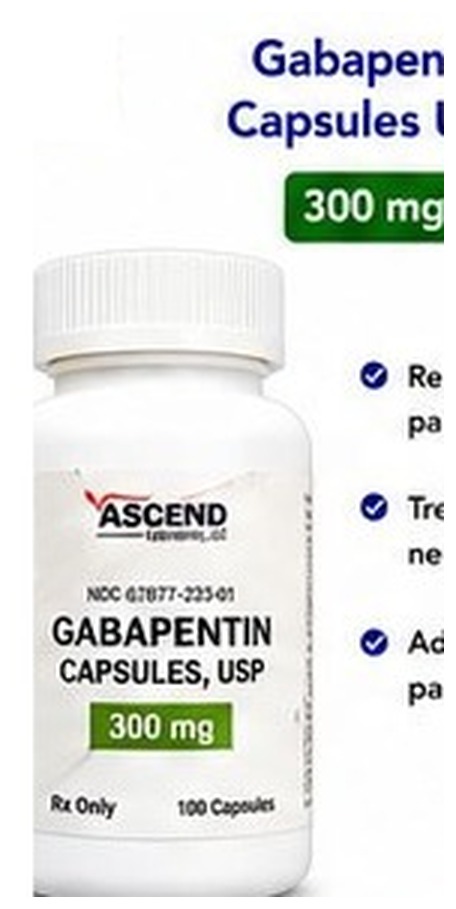 Gabapen
Capsules U
300 mg
Re
pa
Tre
ne
Ad
pa
ASCEND
NDC 67877-223-01
GABAPENTIN
CAPSULES, USP
300 mg
Rx Only 100 Capsules